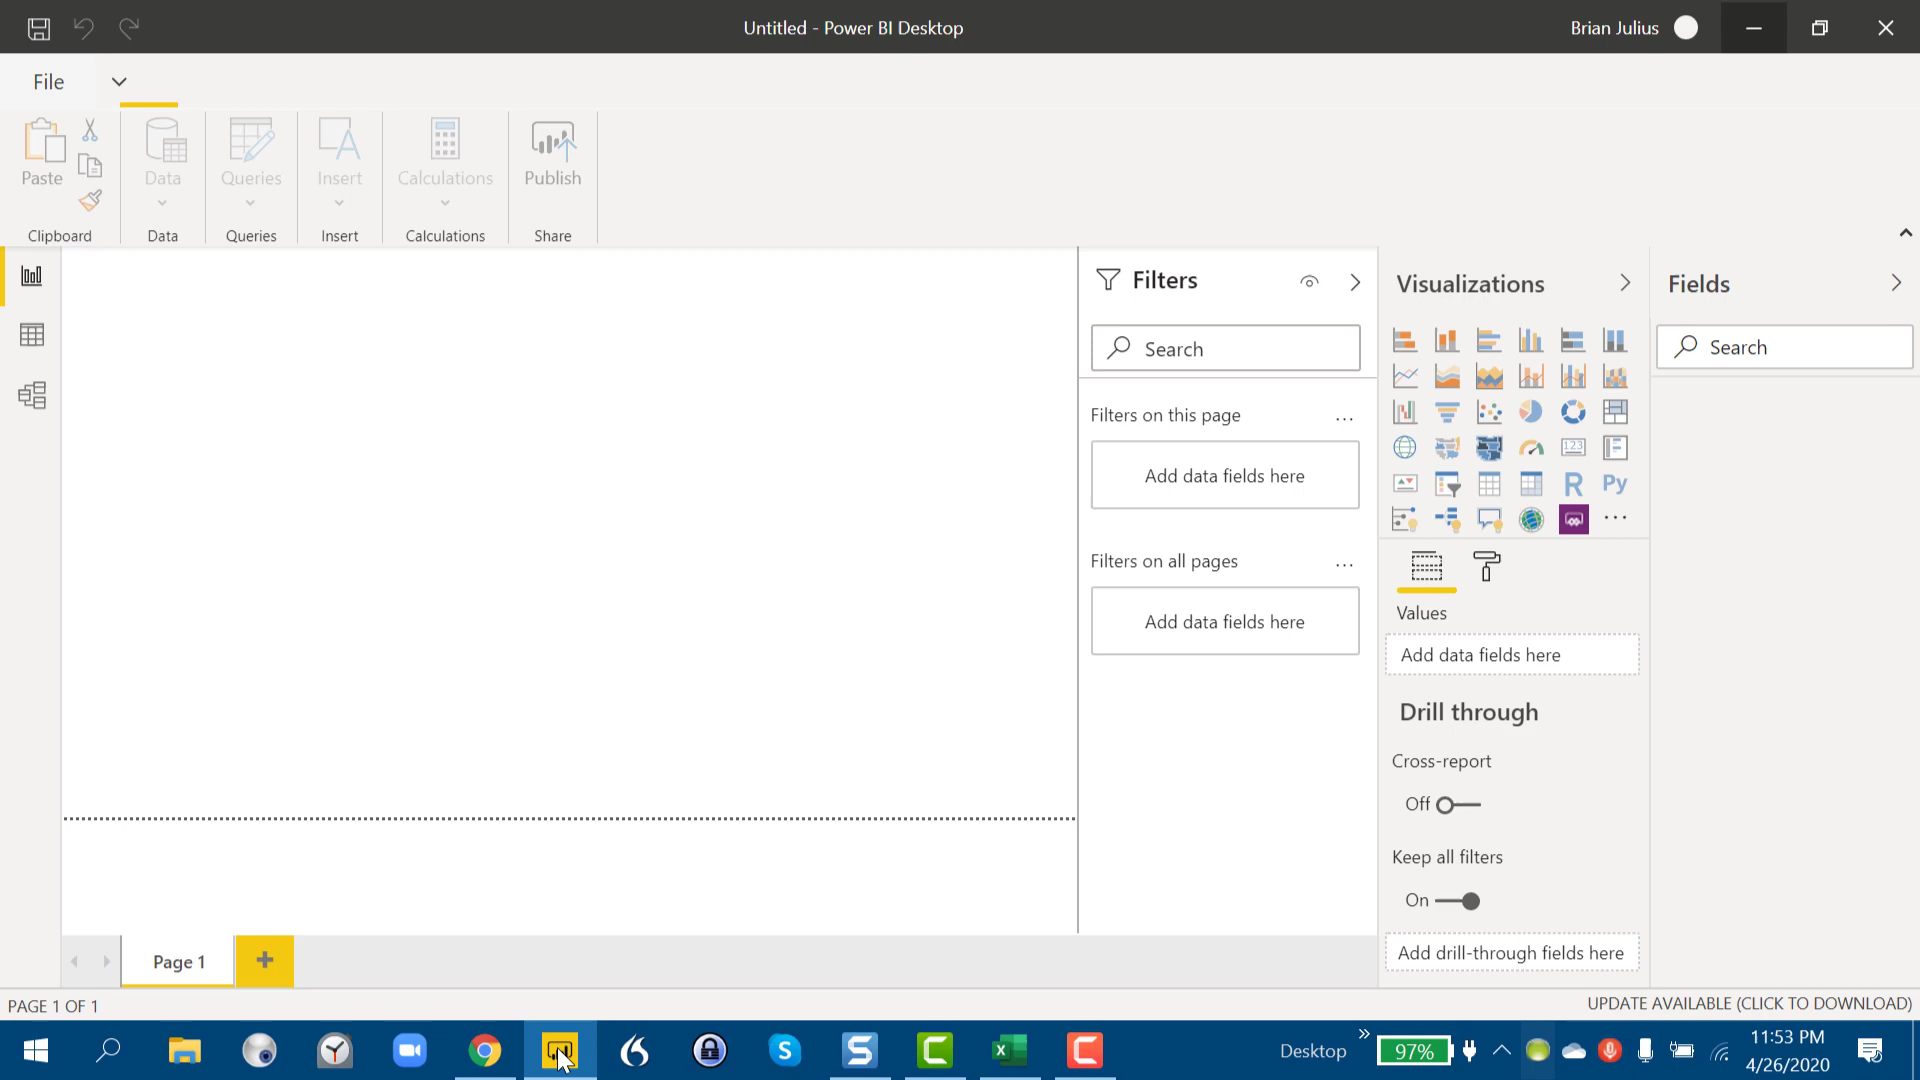 Untitled - Power BI Desktop
Brian Julius
File
Paste
Data
Queries
Insert
Calculations
Publish
Clipboard
Data
Queries
Insert
Calculations
Share
Filters
Search
Filters on this page
...
Add data fields here
Filters on all pages
...
Add data fields here
Visualizations
123
R
Py
...
Values
Add data fields here
Drill through
Cross-report
Off
Keep all filters
On
Add drill-through fields here
Fields
Search
Page 1
+
PAGE 1 OF 1
UPDATE AVAILABLE (CLICK TO DOWNLOAD)
S
S
C
X
C
Desktop
97%
11:53 PM
4/26/2020